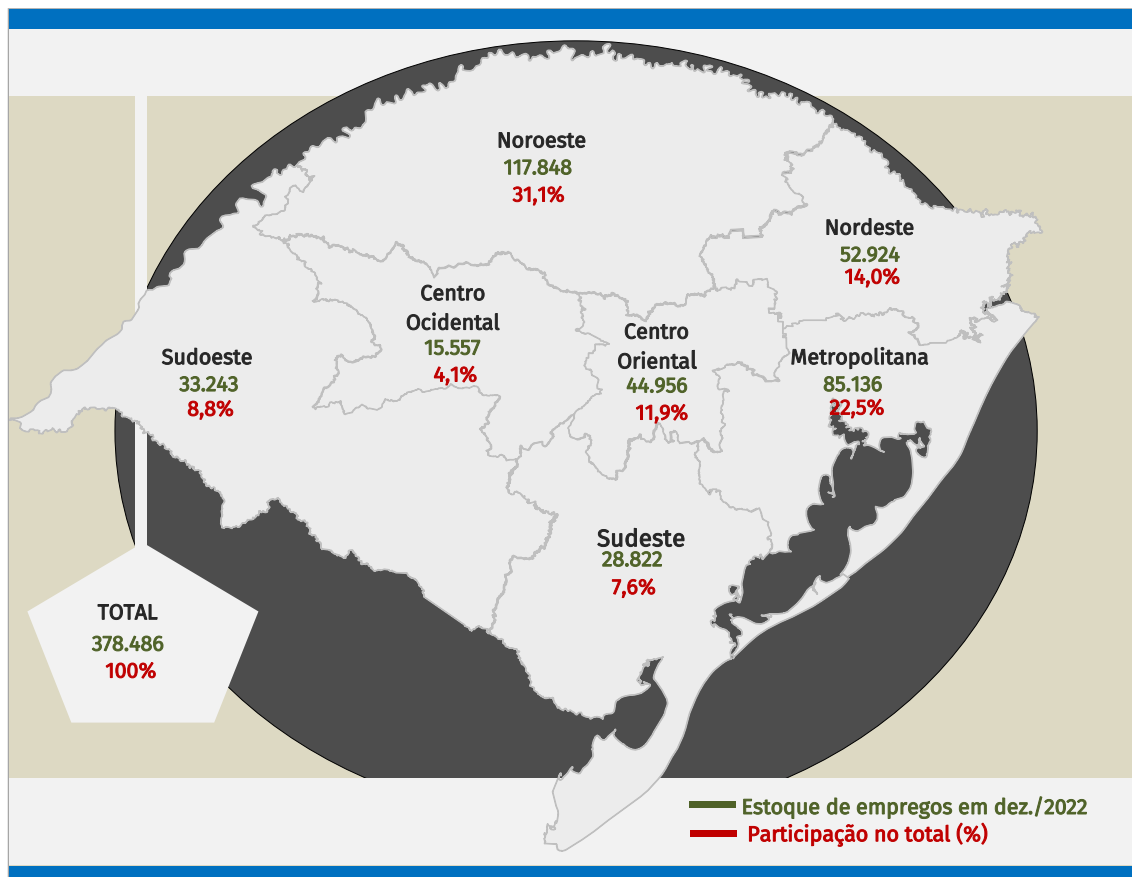 Noroeste
117.848
31,1%
Nordeste
52.924
14,0%
Centro
Ocidental
15.557
4,1%
Centro
Oriental
44.956
11,9%
Metropolitana
85.136
22,5%
Sudoeste
33.243
8,8%
Sudeste
28.822
7,6%
TOTAL
378.486
100%
Estoque de empregos em dez./2022
Participação no total (%)